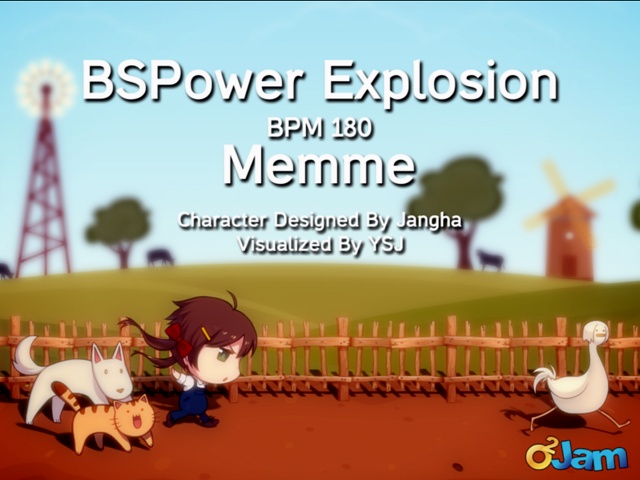 BSPower Explosion
BPM 180
Memme
Character Designed By Jangha
Visualized By YSJ
O2Jam